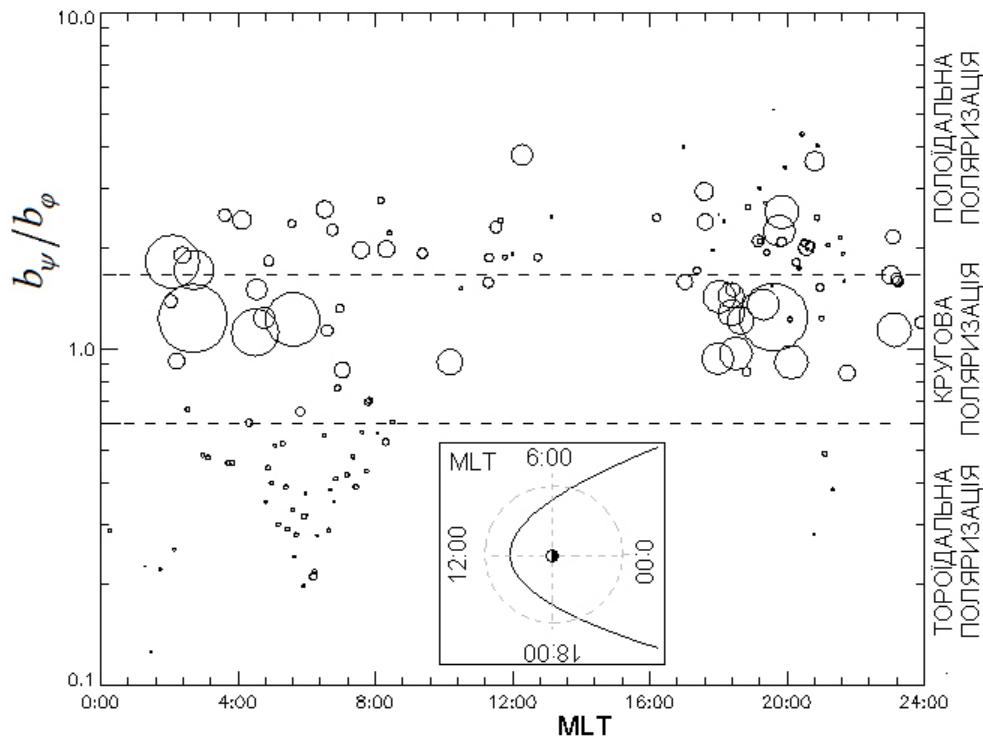 10.0
1.0
0.1
b_ψ/b_φ
0:00
4:00
8:00
12:00
16:00
20:00
24:00
MLT
MLT
6:00
12:00
0:00
18:00
ПОЛОЇДАЛЬНА
ПОЛЯРИЗАЦІЯ
КРУГОВА
ПОЛЯРИЗАЦІЯ
ТОРОЇДАЛЬНА
ПОЛЯРИЗАЦІЯ